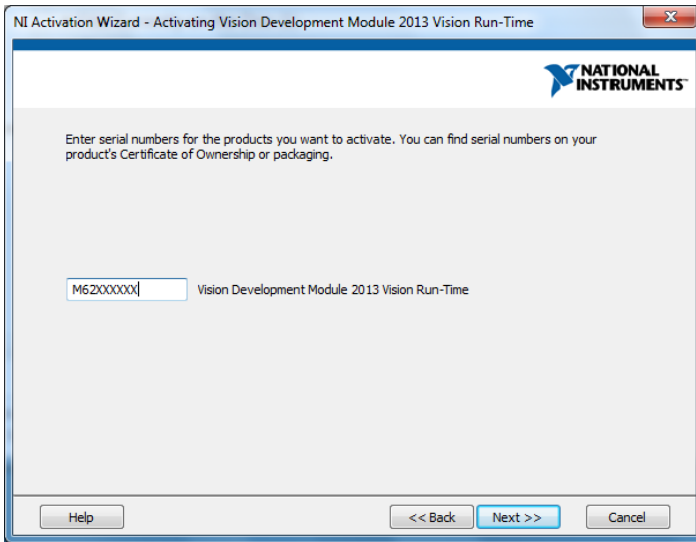 NI Activation Wizard - Activating Vision Development Module 2013 Vision Run-Time
NATIONAL
INSTRUMENTS™
Enter serial numbers for the products you want to activate. You can find serial numbers on your
product's Certificate of Ownership or packaging.
M62XXXXXX Vision Development Module 2013 Vision Run-Time
Help << Back Next >> Cancel